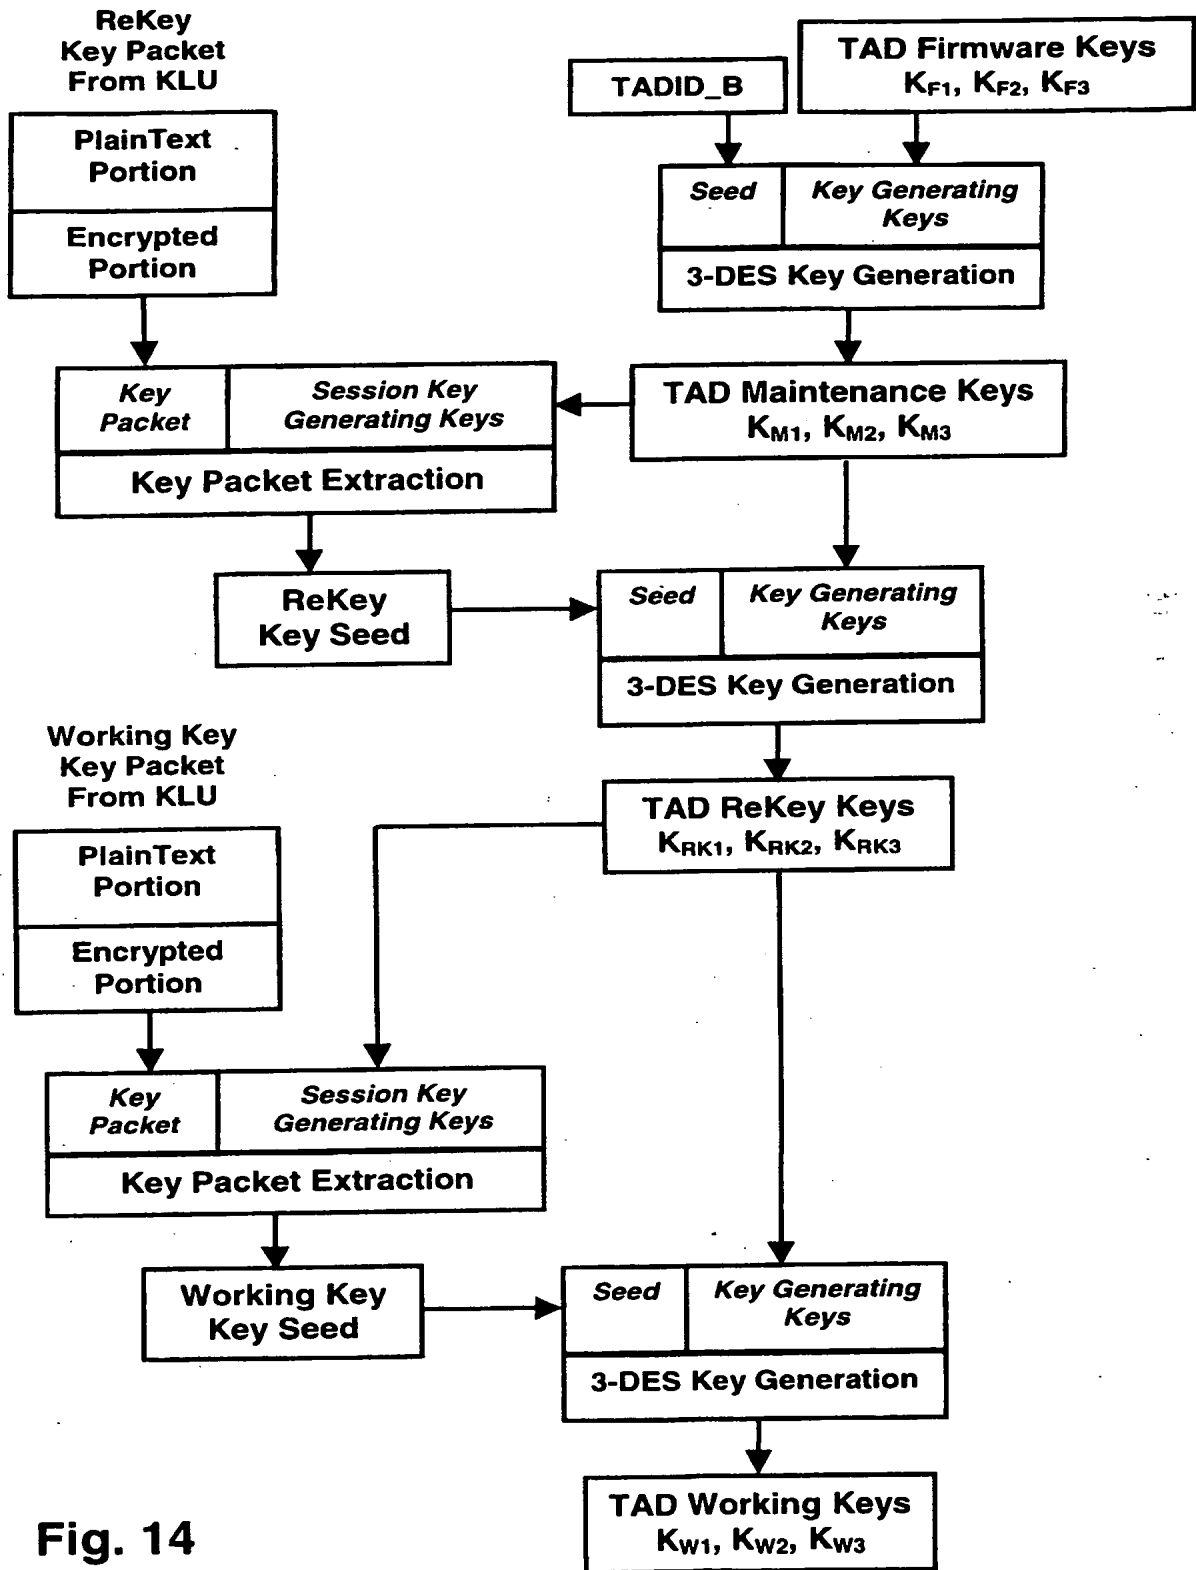 ReKey
Key Packet
From KLU
PlainText
Portion
Encrypted
Portion
TADID_B
TAD Firmware Keys
KF1, KF2, KF3
Seed
Key Generating
Keys
3-DES Key Generation
Key
Packet
Session Key
Generating Keys
Key Packet Extraction
TAD Maintenance Keys
KM1, KM2, KM3
ReKey
Key Seed
Seed
Key Generating
Keys
3-DES Key Generation
Working Key
Key Packet
From KLU
PlainText
Portion
Encrypted
Portion
TAD ReKey Keys
KRK1, KRK2, KRK3
Key
Packet
Session Key
Generating Keys
Key Packet Extraction
Working Key
Key Seed
Seed
Key Generating
Keys
3-DES Key Generation
TAD Working Keys
KW1, KW2, KW3
Fig. 14